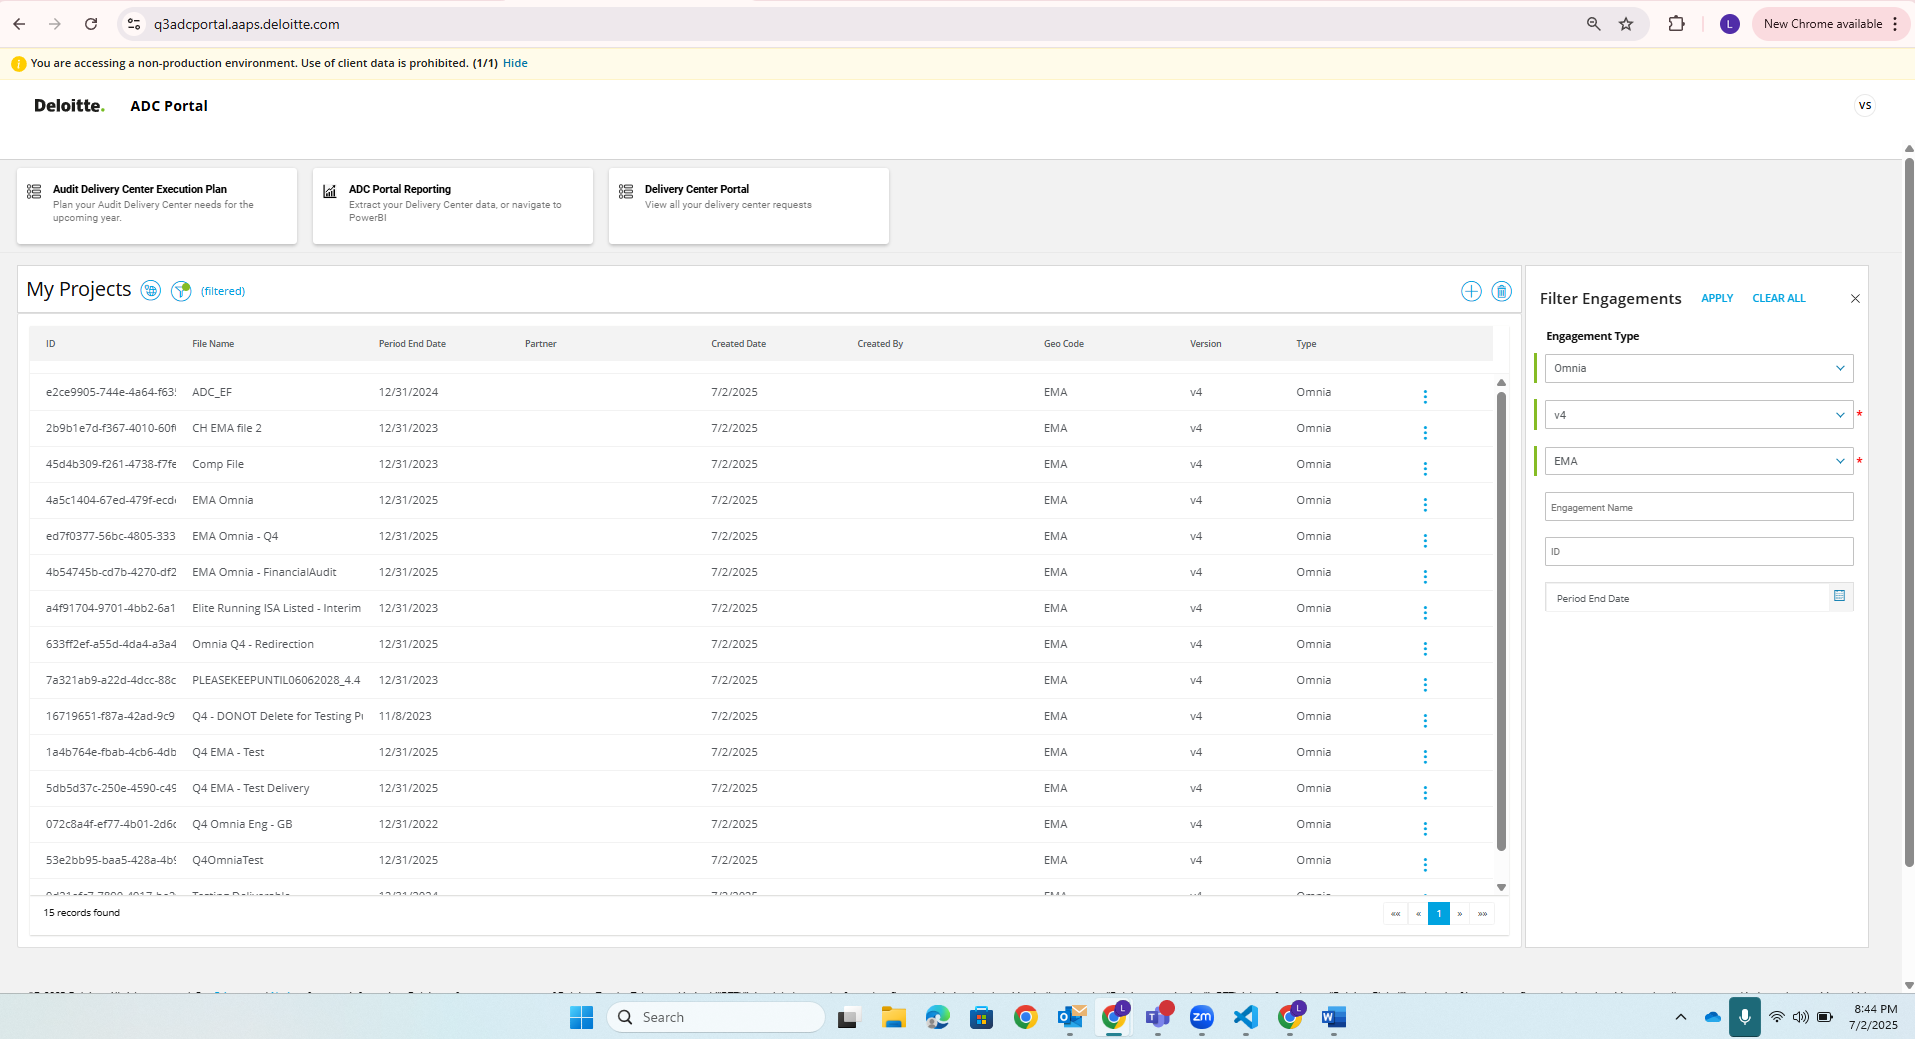 q3adcportal.aaps.deloitte.com
L
New Chrome available
You are accessing a non-production environment. Use of client data is prohibited. (1/1) Hide
Deloitte. ADC Portal
VS
Audit Delivery Center Execution Plan
Plan your Audit Delivery Center needs for the
upcoming year.
ADC Portal Reporting
Extract your Delivery Center data, or navigate to
PowerBI
Delivery Center Portal
View all your delivery center requests
My Projects (filtered)
ID File Name Period End Date Partner Created Date Created By Geo Code Version Type
e2ce9905-744e-4a64-f63 ADC_EF 12/31/2024 7/2/2025 EMA v4 Omnia
2b9b1e7d-f367-4010-60f CH EMA file 2 12/31/2023 7/2/2025 EMA v4 Omnia
45d4b309-f261-4738-f7fe Comp File 12/31/2023 7/2/2025 EMA v4 Omnia
4a5c1404-67ed-479f-ecd EMA Omnia 12/31/2025 7/2/2025 EMA v4 Omnia
ed7f0377-56bc-4805-333 EMA Omnia - Q4 12/31/2025 7/2/2025 EMA v4 Omnia
4b54745b-cd7b-4270-df2 EMA Omnia - FinancialAudit 12/31/2025 7/2/2025 EMA v4 Omnia
a4f91704-9701-4bb2-6a1 Elite Running ISA Listed - Interim 12/31/2023 7/2/2025 EMA v4 Omnia
633ff2ef-a55d-4da4-a3a4 Omnia Q4 - Redirection 12/31/2025 7/2/2025 EMA v4 Omnia
7a321ab9-a22d-4dcc-88c PLEASEKEEPUNTIL06062028_4.4 12/31/2023 7/2/2025 EMA v4 Omnia
16719651-f87a-42ad-9c9 Q4 - DONOT Delete for Testing P 11/8/2023 7/2/2025 EMA v4 Omnia
1a4b764e-fbab-4cb6-4db Q4 EMA - Test 12/31/2025 7/2/2025 EMA v4 Omnia
5db5d37c-250e-4590-c49 Q4 EMA - Test Delivery 12/31/2025 7/2/2025 EMA v4 Omnia
072c8a4f-ef77-4b01-2d6c Q4 Omnia Eng - GB 12/31/2022 7/2/2025 EMA v4 Omnia
53e2bb95-baa5-428a-4b9 Q4OmniaTest 12/31/2025 7/2/2025 EMA v4 Omnia
Testing Deliverable 12/31/2024 7/2/2025 EMA v4 Omnia
15 records found
«« « 1 » »»
Filter Engagements APPLY CLEAR ALL
Engagement Type
Omnia
v4 *
EMA *
Engagement Name
ID
Period End Date
Search
zm
8:44 PM
7/2/2025